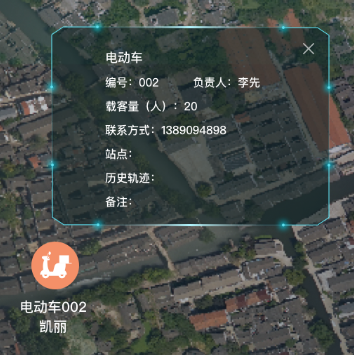 电动车
编号：002 负责人：李先
载客量（人）：20
联系方式：1389094898
站点：
历史轨迹：
备注：
电动车002
凯丽